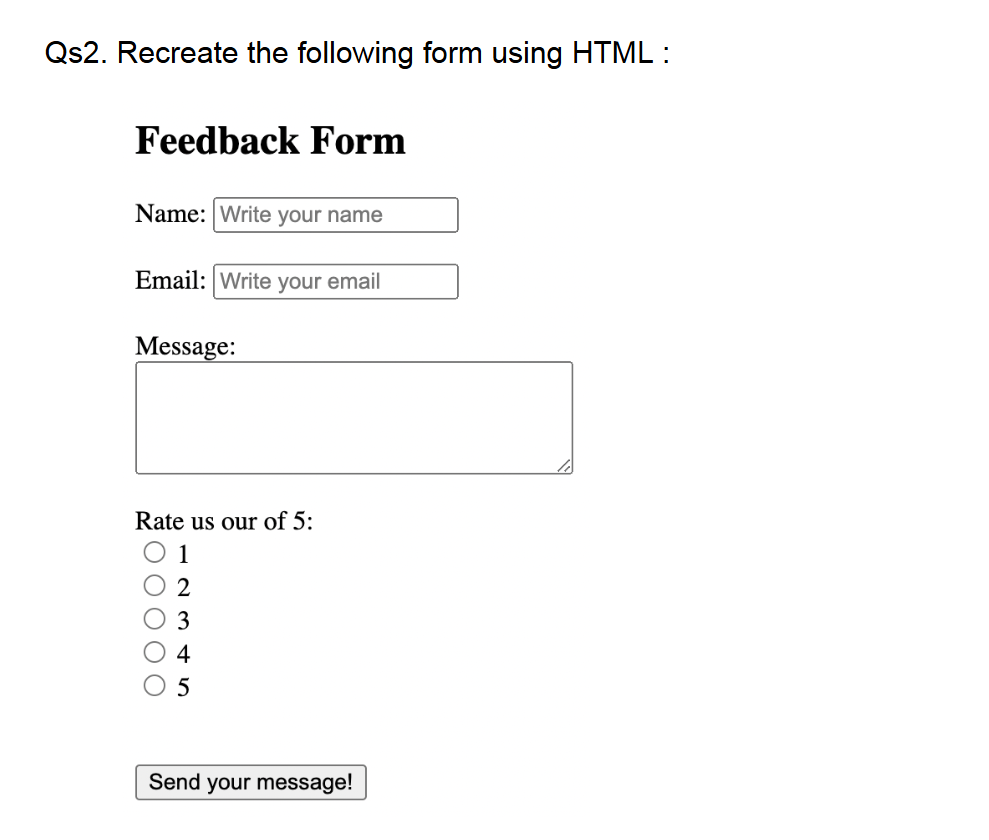 Qs2. Recreate the following form using HTML :
Feedback Form
Name: Write your name
Email: Write your email
Message:
Rate us our of 5:
1
2
3
4
5
Send your message!